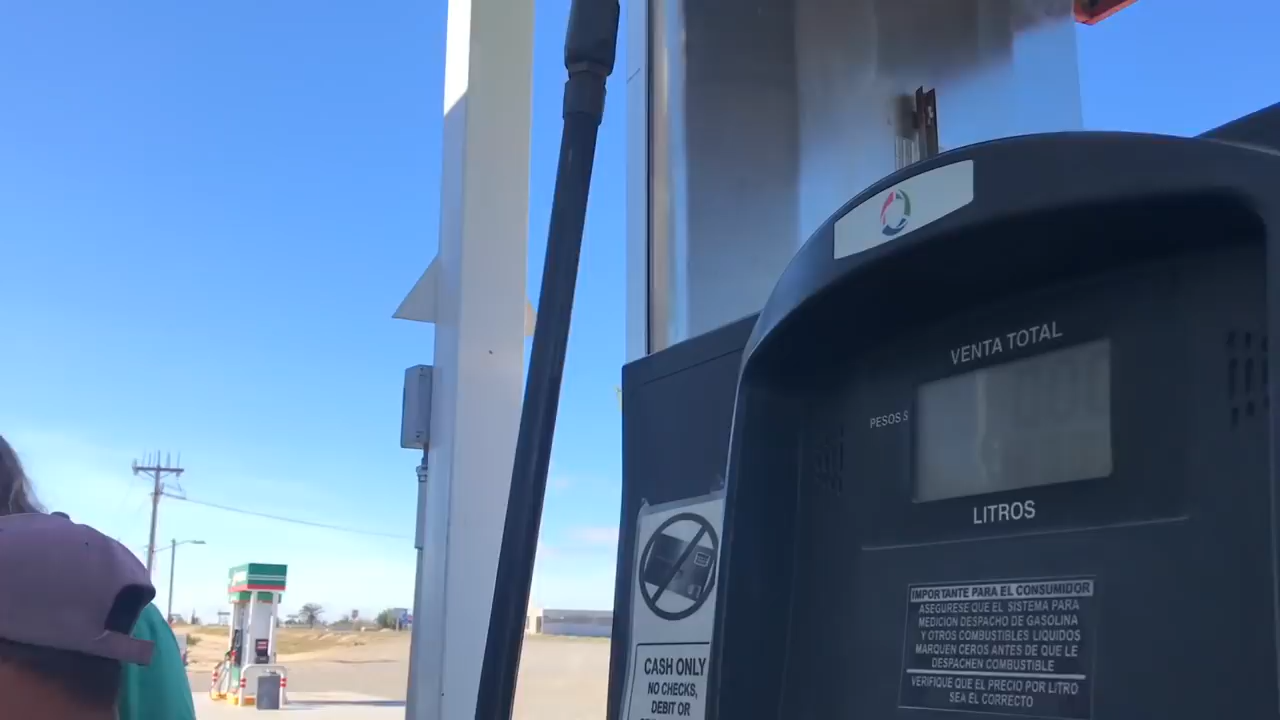 VENTA TOTAL
PESOS $
LITROS
IMPORTANTE PARA EL CONSUMIDOR
ASEGURESE QUE EL SISTEMA PARA
MEDICION DESPACHO DE GASOLINA
Y OTROS COMBUSTIBLES LIQUIDOS
MARQUEN CEROS ANTES DE QUE LE
DESPACHEN COMBUSTIBLE
VERIFIQUE QUE EL PRECIO POR LITRO
SEA EL CORRECTO
CASH ONLY
NO CHECKS,
DEBIT OR